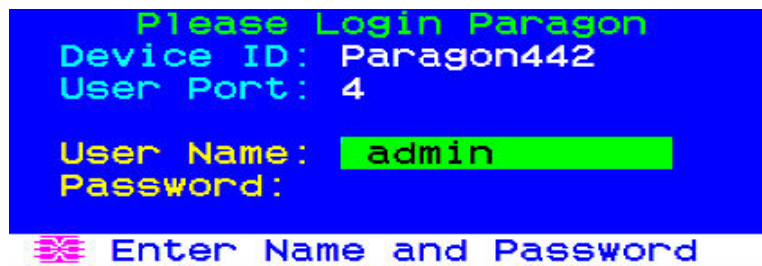 Please Login Paragon
Device ID: Paragon442
User Port: 4
User Name: admin
Password:
Enter Name and Password